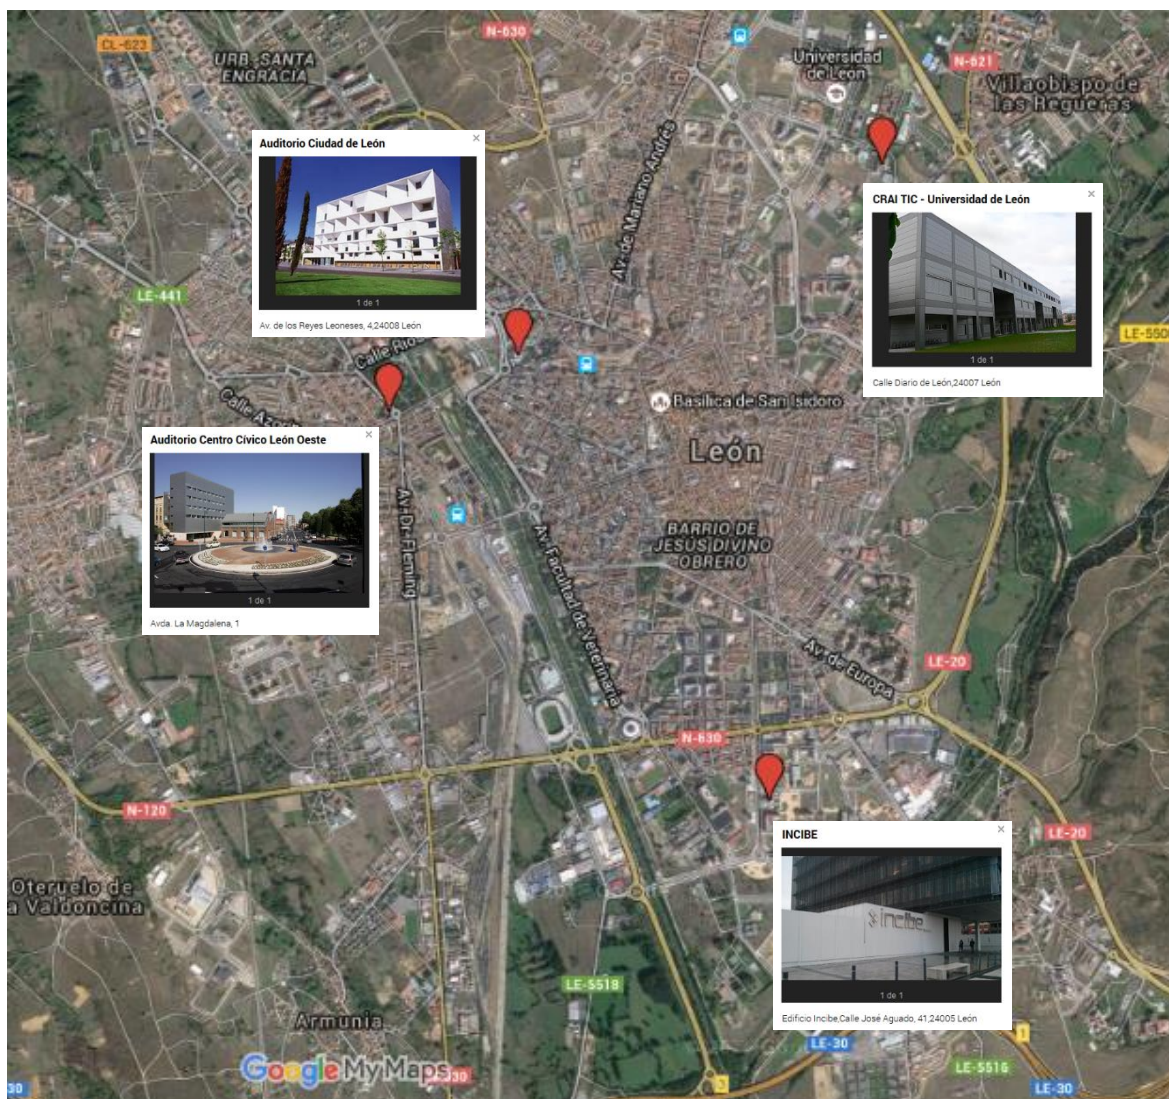 CL-623
N-630
URB. SANTA
ENGRACIA
Universidad
de León
N-621
Villaobispo de
las Regueras
Av. de Mariano Andrés
Auditorio Ciudad de León
1 de 1
Av. de los Reyes Leoneses, 4,24008 León
CRAI TIC - Universidad de León
1 de 1
Calle Diario de León,24007 León
LE-441
Calle
Calle
Basílica de San Isidoro
León
Auditorio Centro Cívico León Oeste
1 de 1
Avda. La Magdalena, 1
Av. Dr. Fleming
Av. Facultad de Veterinaria
BARRIO DE
JESÚS DIVINO
OBRERO
Av. de Europa
LE-20
N-630
N-120
LE-20
INCIBE
incibe
1 de 1
Edificio Incibe,Calle José Aguado, 41,24005 León
Oteruelo de
a Valdoncina
LE-5518
Armunia
LE-30
1
Google My Maps
30
30
3
LE-5516
LE-30